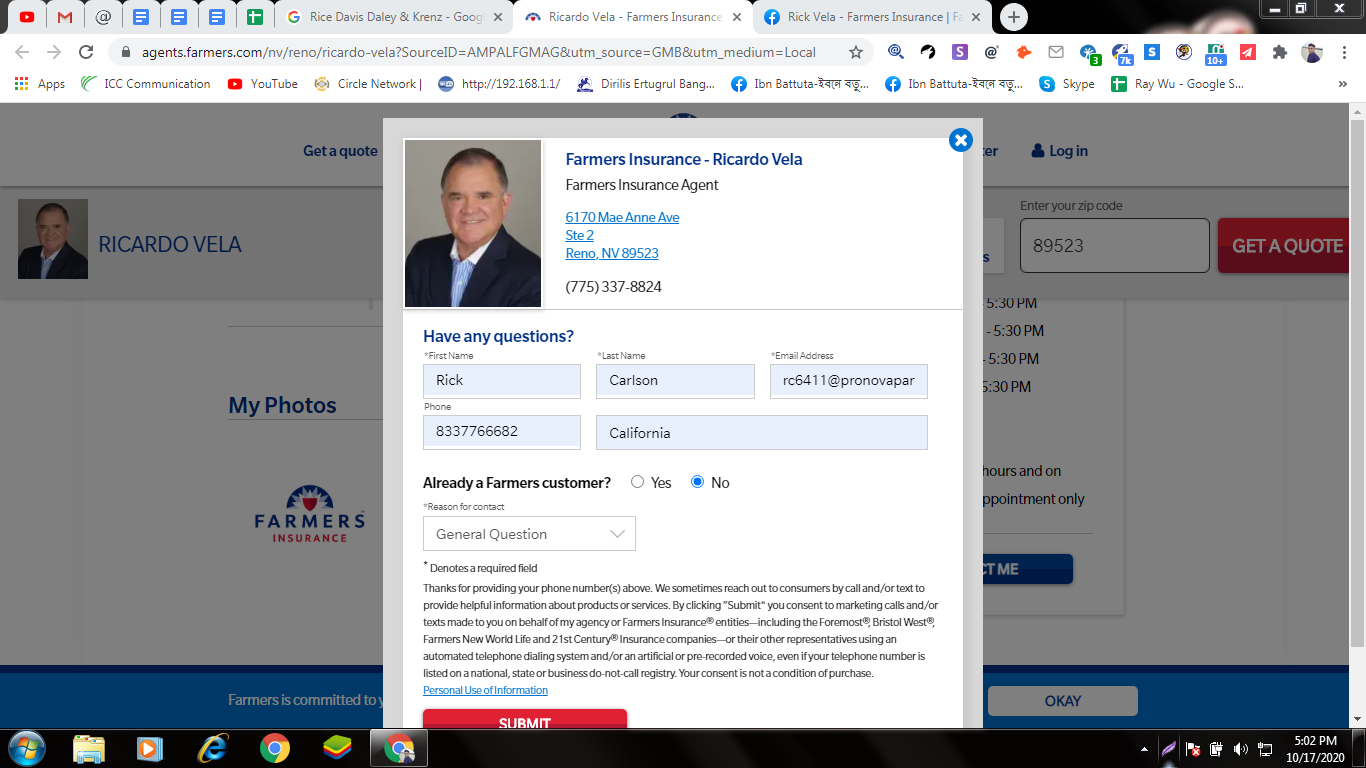 Rice Davis Daley & Krenz - Goog
Ricardo Vela - Farmers Insurance
Rick Vela - Farmers Insurance | Fa
agents.farmers.com/nv/reno/ricardo-vela?SourceID=AMPALFGMAG&utm_source=GMB&utm_medium=Local
3
7k
10+
Apps
ICC Communication
YouTube
Circle Network |
http://192.168.1.1/
Dirilis Ertugrul Bang...
Ibn Battuta-ইবনে বতু...
Ibn Battuta-ইবনে বতু...
Skype
Ray Wu - Google S...
»
Get a quote
ter
Log in
RICARDO VELA
s
Enter your zip code
89523
GET A QUOTE
Farmers Insurance - Ricardo Vela
Farmers Insurance Agent
6170 Mae Anne Ave
Ste 2
Reno, NV 89523
(775) 337-8824
- 5:30 PM
- 5:30 PM
- 5:30 PM
5:30 PM
hours and on
ppointment only
CT ME
My Photos
FARMERS
INSURANCE
Have any questions?
*First Name
*Last Name
*Email Address
Rick
Carlson
rc6411@pronovapar
Phone
8337766682
California
Already a Farmers customer?
Yes
No
*Reason for contact
General Question
* Denotes a required field
Thanks for providing your phone number(s) above. We sometimes reach out to consumers by call and/or text to
provide helpful information about products or services. By clicking "Submit" you consent to marketing calls and/or
texts made to you on behalf of my agency or Farmers Insurance® entities—including the Foremost®, Bristol West®,
Farmers New World Life and 21st Century® Insurance companies—or their other representatives using an
automated telephone dialing system and/or an artificial or pre-recorded voice, even if your telephone number is
listed on a national, state or business do-not-call registry. Your consent is not a condition of purchase.
Personal Use of Information
SUBMIT
Farmers is committed to y
OKAY
5:02 PM
10/17/2020